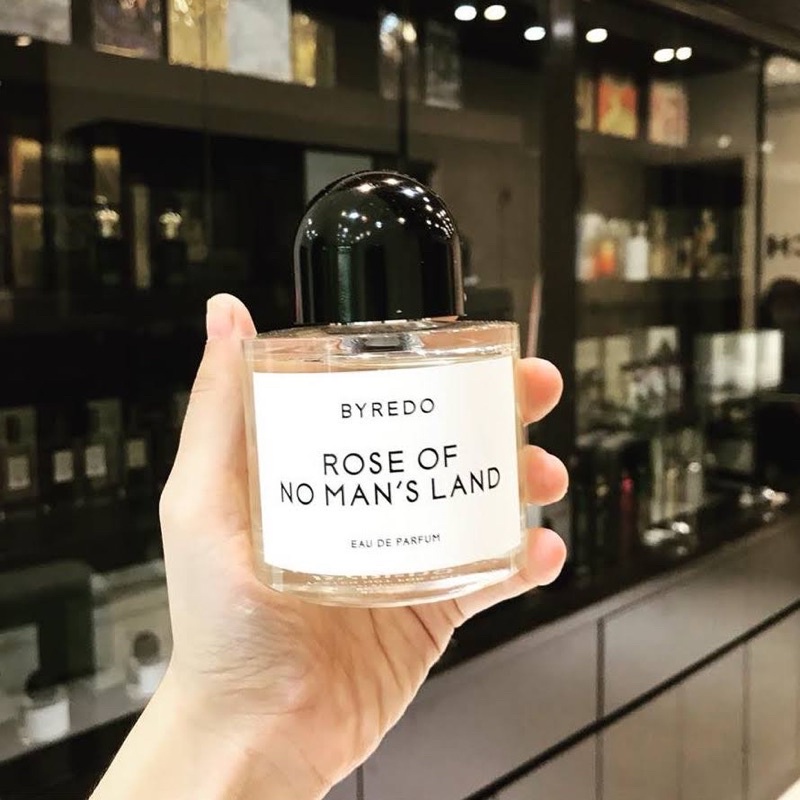 BYREDO
ROSE OF
NO MAN'S LAND
EAU DE PARFUM